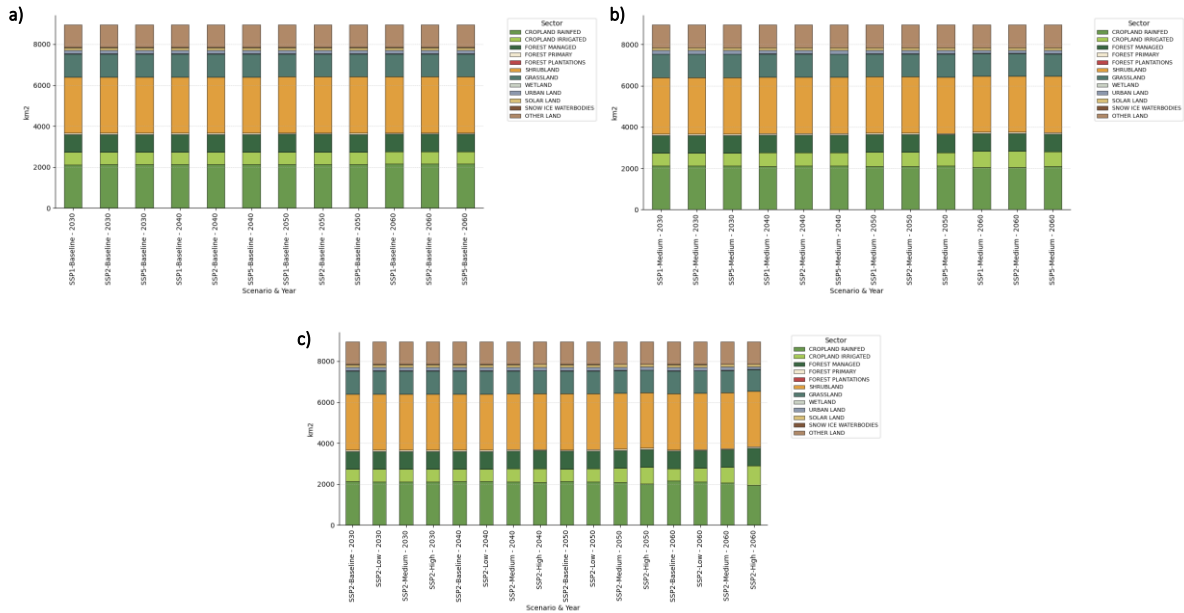 a)
km2
8000
6000
4000
2000
0
SSP1-Baseline - 2030
SSP2-Baseline - 2030
SSP5-Baseline - 2030
SSP1-Baseline - 2040
SSP2-Baseline - 2040
SSP5-Baseline - 2040
SSP1-Baseline - 2050
SSP2-Baseline - 2050
SSP5-Baseline - 2050
SSP1-Baseline - 2060
SSP2-Baseline - 2060
SSP5-Baseline - 2060
Scenario & Year
Sector
CROPLAND RAINFED
CROPLAND IRRIGATED
FOREST MANAGED
FOREST PRIMARY
FOREST PLANTATIONS
SHRUBLAND
GRASSLAND
WETLAND
URBAN LAND
SOLAR LAND
SNOW ICE WATERBODIES
OTHER LAND
b)
km2
8000
6000
4000
2000
0
SSP1-Medium - 2030
SSP2-Medium - 2030
SSP5-Medium - 2030
SSP1-Medium - 2040
SSP2-Medium - 2040
SSP5-Medium - 2040
SSP1-Medium - 2050
SSP2-Medium - 2050
SSP5-Medium - 2050
SSP1-Medium - 2060
SSP2-Medium - 2060
SSP5-Medium - 2060
Scenario & Year
Sector
CROPLAND RAINFED
CROPLAND IRRIGATED
FOREST MANAGED
FOREST PRIMARY
FOREST PLANTATIONS
SHRUBLAND
GRASSLAND
WETLAND
URBAN LAND
SOLAR LAND
SNOW ICE WATERBODIES
OTHER LAND
c)
km2
8000
6000
4000
2000
0
SSP2-Baseline - 2030
SSP2-Low - 2030
SSP2-Medium - 2030
SSP2-High - 2030
SSP2-Baseline - 2040
SSP2-Low - 2040
SSP2-Medium - 2040
SSP2-High - 2040
SSP2-Baseline - 2050
SSP2-Low - 2050
SSP2-Medium - 2050
SSP2-High - 2050
SSP2-Baseline - 2060
SSP2-Low - 2060
SSP2-Medium - 2060
SSP2-High - 2060
Scenario & Year
Sector
CROPLAND RAINFED
CROPLAND IRRIGATED
FOREST MANAGED
FOREST PRIMARY
FOREST PLANTATIONS
SHRUBLAND
GRASSLAND
WETLAND
URBAN LAND
SOLAR LAND
SNOW ICE WATERBODIES
OTHER LAND